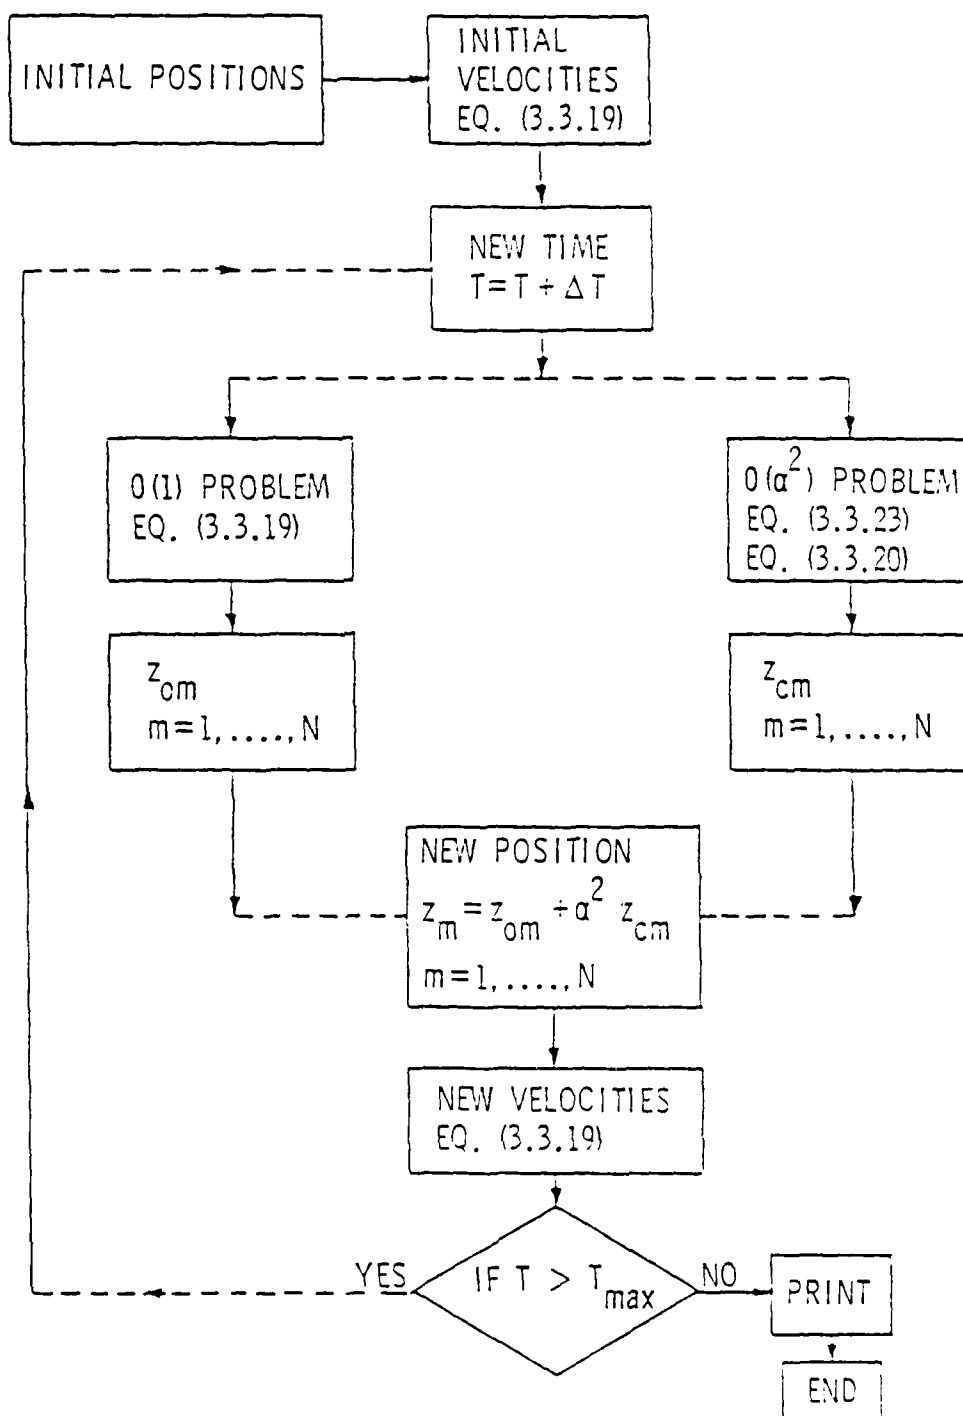 INITIAL POSITIONS
INITIAL
VELOCITIES
EQ. (3.3.19)
NEW TIME
T = T + ΔT
O(1) PROBLEM
EQ. (3.3.19)
O(α²) PROBLEM
EQ. (3.3.23)
EQ. (3.3.20)
z_om
m = 1, ...., N
z_cm
m = 1, ...., N
NEW POSITION
z_m = z_om + α² z_cm
m = 1, ...., N
NEW VELOCITIES
EQ. (3.3.19)
YES
IF T > T_max
NO
PRINT
END